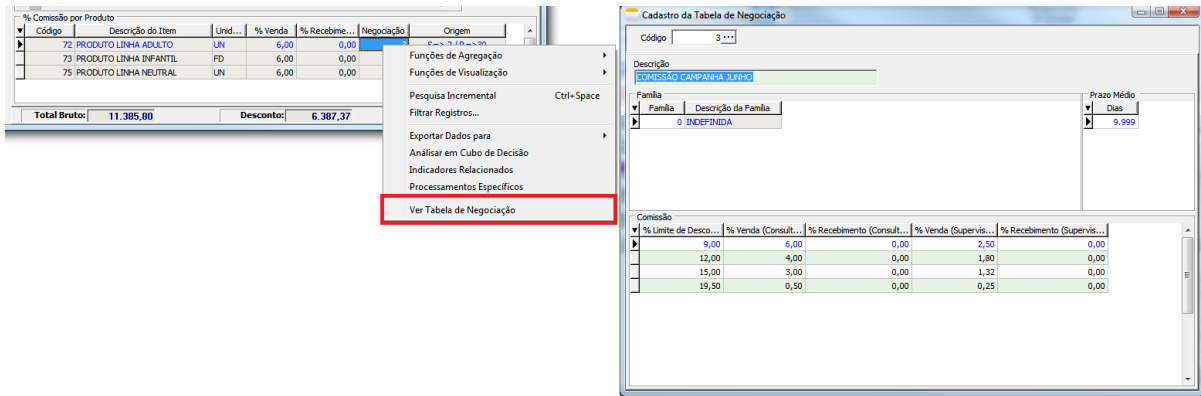 % Comissão por Produto
Código Descrição do Item Unid... % Venda % Recebime... Negociação Origem
72 PRODUTO LINHA ADULTO UN 6,00 0,00
73 PRODUTO LINHA INFANTIL FD 6,00 0,00
75 PRODUTO LINHA NEUTRAL UN 6,00 0,00
Total Bruto: 11.385,80 Desconto: 6.387,37
Funções de Agregação
Funções de Visualização
Pesquisa Incremental Ctrl+Space
Filtrar Registros...
Exportar Dados para
Análisar em Cubo de Decisão
Indicadores Relacionados
Processamentos Específicos
Ver Tabela de Negociação
Cadastro da Tabela de Negociação
Código 3 ...
Descrição
COMISSÃO CAMPANHA JUNHO
Família
Família Descrição da Família
0 INDEFINIDA
Prazo Médio
Dias
9.999
Comissão
% Limite de Desco... % Venda (Consult... % Recebimento (Consult... % Venda (Supervis... % Recebimento (Supervis...
9,00 6,00 0,00 2,50 0,00
12,00 4,00 0,00 1,80 0,00
15,00 3,00 0,00 1,32 0,00
19,50 0,50 0,00 0,25 0,00